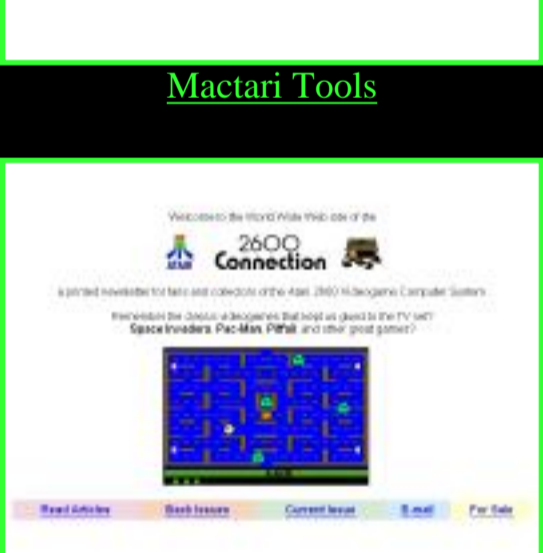 Mactari Tools
Welcome to the World Wide Web site of the
ATARI
2600
Connection
a printed newsletter for fans and collectors of the Atari 2600 Videogame Computer System.
Remember the classic videogames that kept us glued to the TV set?
Space Invaders, Pac-Man, Pitfall, and other great games?
Read Articles Back Issues Current Issue E-mail For Sale